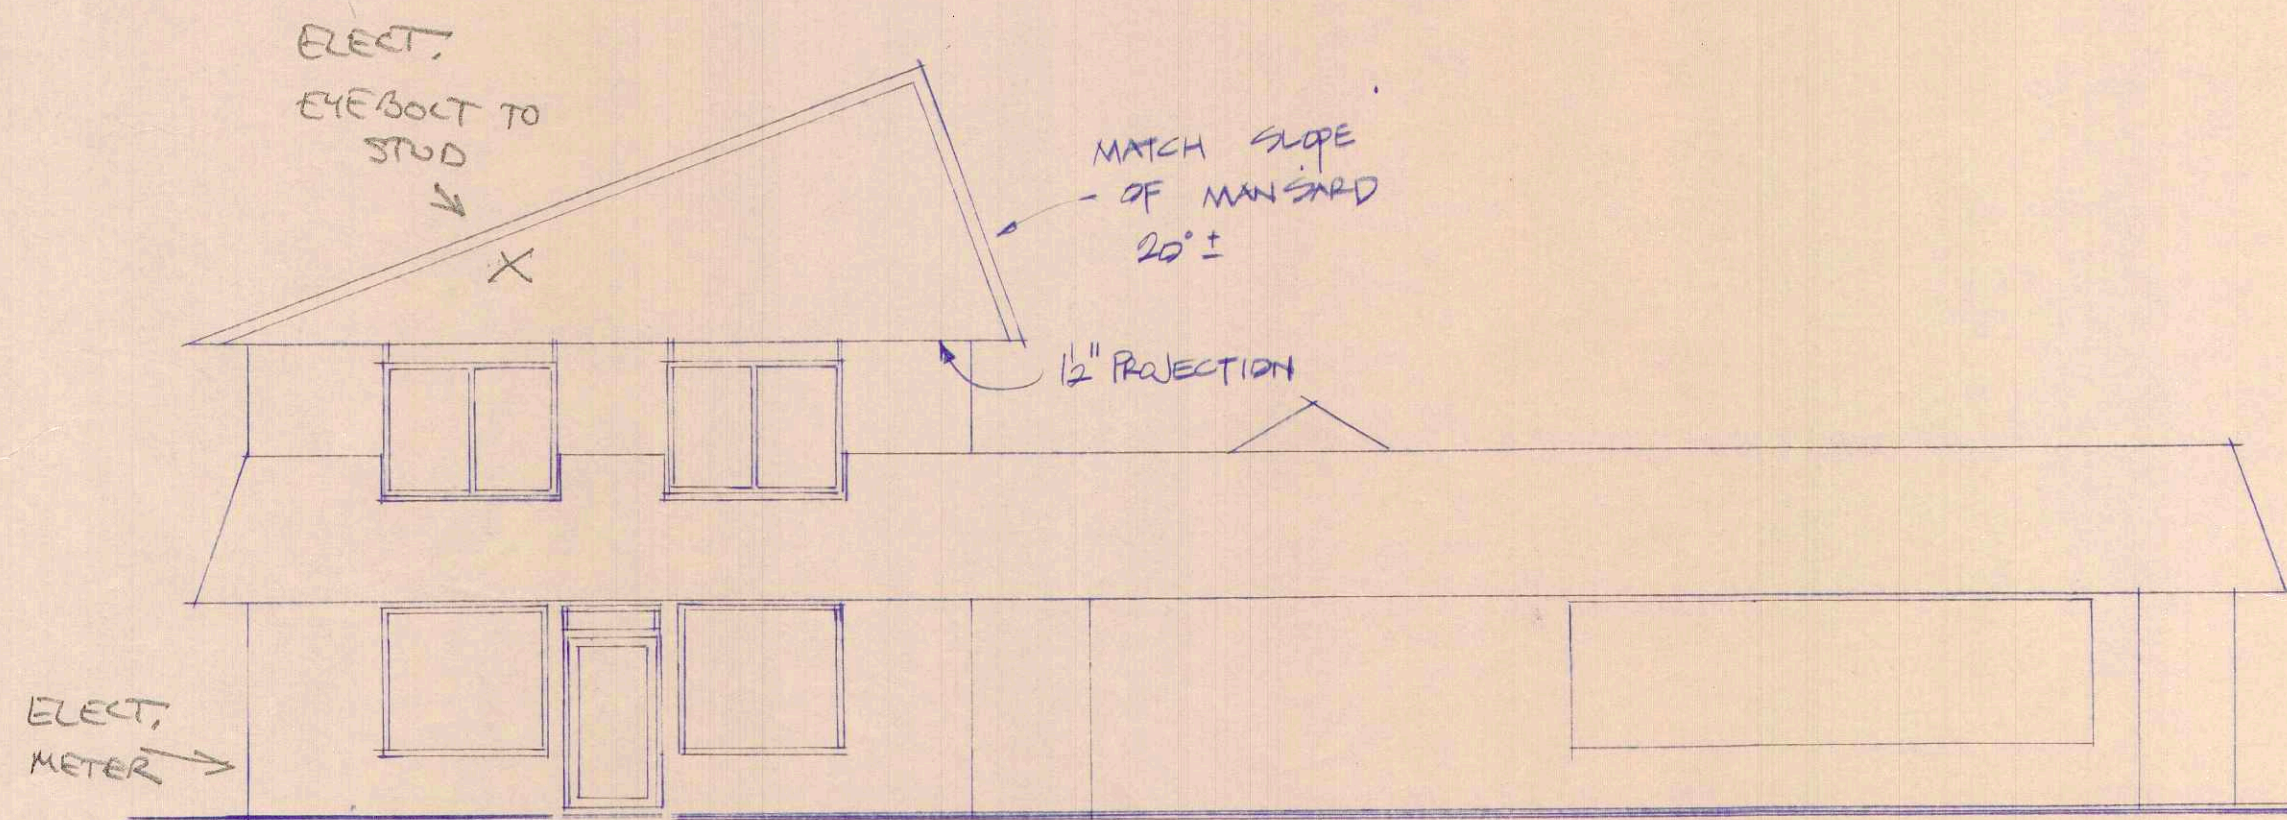 ELECT.
EYEBOLT TO
STUD
X
MATCH SLOPE
- OF MANSARD
20° ±
1½" PROJECTION
ELECT.
METER